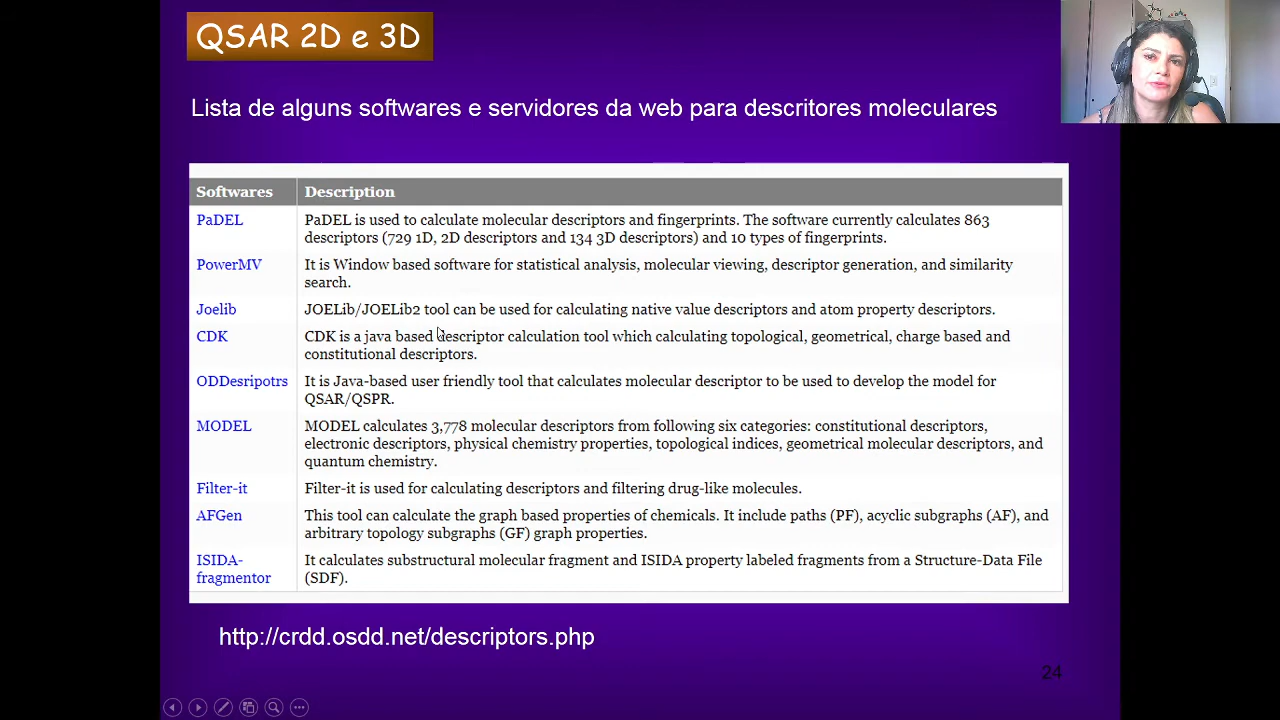 QSAR 2D e 3D
Lista de alguns softwares e servidores da web para descritores moleculares
Softwares Description
PaDEL PaDEL is used to calculate molecular descriptors and fingerprints. The software currently calculates 863
descriptors (729 1D, 2D descriptors and 134 3D descriptors) and 10 types of fingerprints.
PowerMV It is Window based software for statistical analysis, molecular viewing, descriptor generation, and similarity
search.
Joelib JOELib/JOELib2 tool can be used for calculating native value descriptors and atom property descriptors.
CDK CDK is a java based descriptor calculation tool which calculating topological, geometrical, charge based and
constitutional descriptors.
ODDesripotrs It is Java-based user friendly tool that calculates molecular descriptor to be used to develop the model for
QSAR/QSPR.
MODEL MODEL calculates 3,778 molecular descriptors from following six categories: constitutional descriptors,
electronic descriptors, physical chemistry properties, topological indices, geometrical molecular descriptors, and
quantum chemistry.
Filter-it Filter-it is used for calculating descriptors and filtering drug-like molecules.
AFGen This tool can calculate the graph based properties of chemicals. It include paths (PF), acyclic subgraphs (AF), and
arbitrary topology subgraphs (GF) graph properties.
ISIDA- It calculates substructural molecular fragment and ISIDA property labeled fragments from a Structure-Data File
fragmentor (SDF).
http://crdd.osdd.net/descriptors.php
24